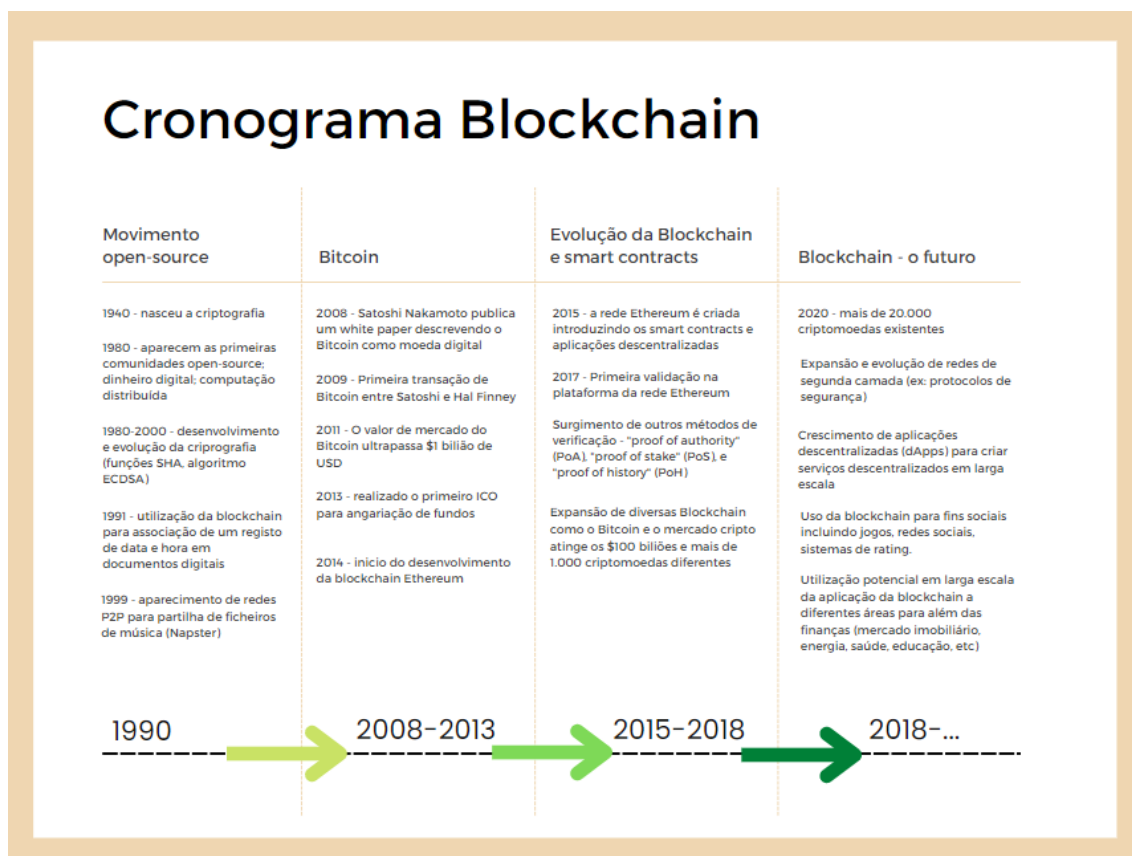 Cronograma Blockchain
Movimento
open-source
1940 - nasceu a criptografia
1980 - aparecem as primeiras
comunidades open-source;
dinheiro digital; computação
distribuída
1980-2000 - desenvolvimento
e evolução da criprografia
(funções SHA, algoritmo
ECDSA)
1991 - utilização da blockchain
para associação de um registo
de data e hora em
documentos digitais
1999 - aparecimento de redes
P2P para partilha de ficheiros
de música (Napster)
Bitcoin
2008 - Satoshi Nakamoto publica
um white paper descrevendo o
Bitcoin como moeda digital
2009 - Primeira transação de
Bitcoin entre Satoshi e Hal Finney
2011 - O valor de mercado do
Bitcoin ultrapassa $1 bilião de
USD
2013 - realizado o primeiro ICO
para angariação de fundos
2014 - inicio do desenvolvimento
da blockchain Ethereum
Evolução da Blockchain
e smart contracts
2015 - a rede Ethereum é criada
introduzindo os smart contracts e
aplicações descentralizadas
2017 - Primeira validação na
plataforma da rede Ethereum
Surgimento de outros métodos de
verificação - "proof of authority"
(PoA), "proof of stake" (PoS), e
"proof of history" (PoH)
Expansão de diversas Blockchain
como o Bitcoin e o mercado cripto
atinge os $100 biliões e mais de
1.000 criptomoedas diferentes
Blockchain - o futuro
2020 - mais de 20.000
criptomoedas existentes
Expansão e evolução de redes de
segunda camada (ex: protocolos de
segurança)
Crescimento de aplicações
descentralizadas (dApps) para criar
serviços descentralizados em larga
escala
Uso da blockchain para fins sociais
incluindo jogos, redes sociais,
sistemas de rating.
Utilização potencial em larga escala
da aplicação da blockchain a
diferentes áreas para além das
finanças (mercado imobiliário,
energia, saúde, educação, etc)
1990
2008-2013
2015-2018
2018-...